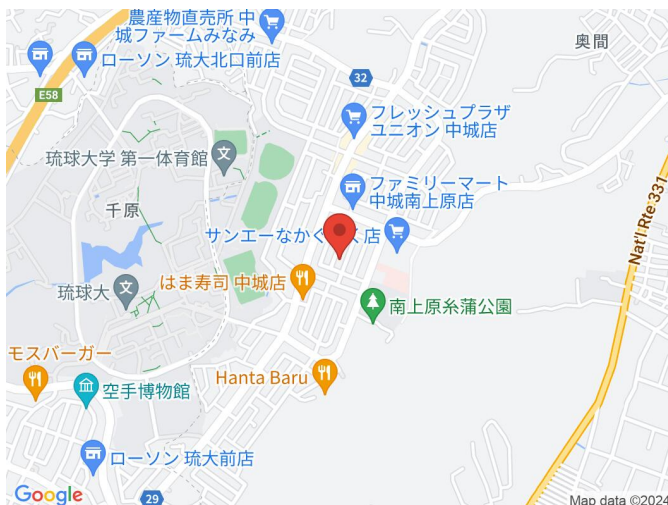 農産物直売所 中
城ファームみなみ
奥間
ローソン 琉大北口前店
32
E58
フレッシュプラザ
ユニオン 中城店
琉球大学 第一体育館
ファミリーマート
中城南上原店
千原
Nat'l Rte 331
サンエーなかぐ
く店
はま寿司 中城店
琉球大
南上原糸蒲公園
モスバーガー
Hanta Baru
空手博物館
ローソン 琉大前店
29
Google
Map data ©2024